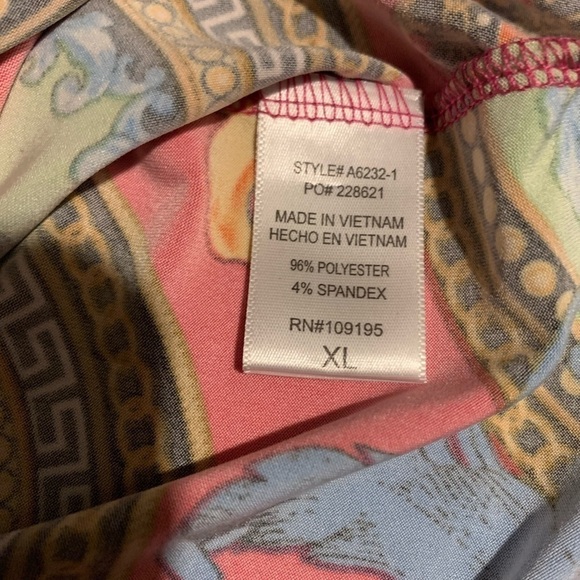 STYLE# A6232-1
PO# 228621
MADE IN VIETNAM
HECHO EN VIETNAM
96% POLYESTER
4% SPANDEX
RN#109195
XL